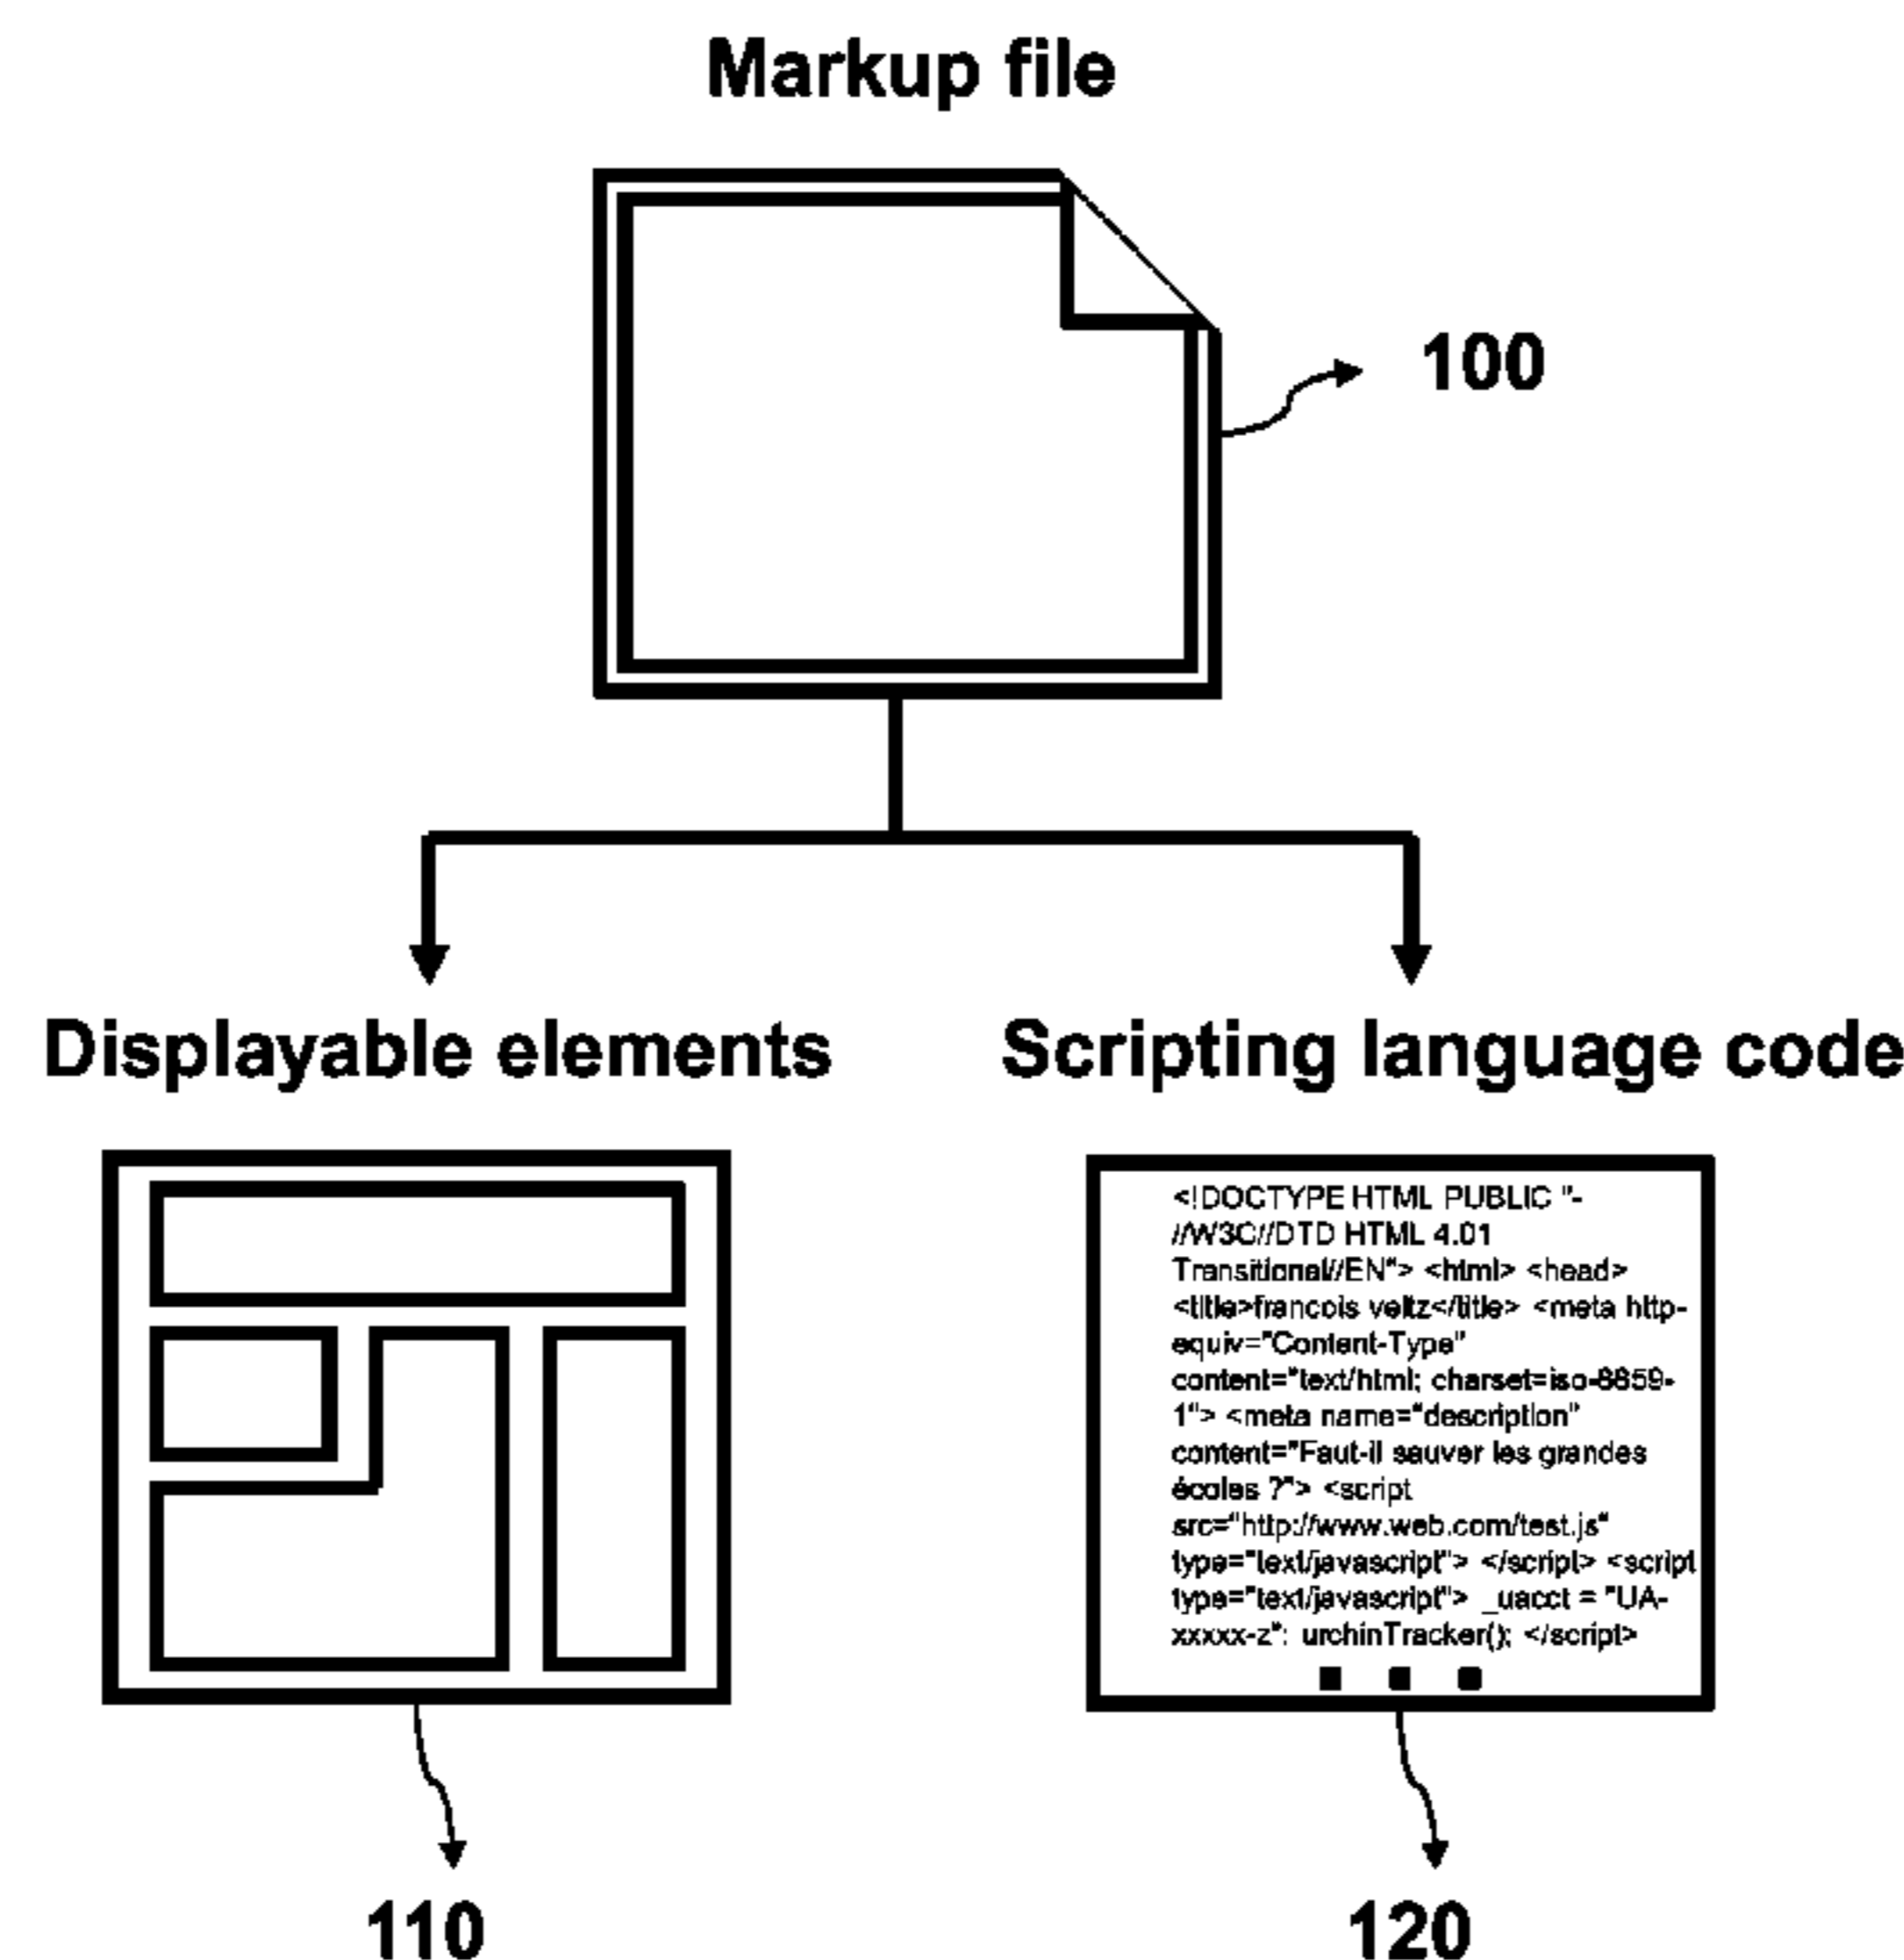 Markup file
100
Displayable elements
Scripting language code
<!DOCTYPE HTML PUBLIC "-
//W3C//DTD HTML 4.01
Transitional//EN"> <html> <head>
<title>francois veltz</title> <meta http-
equiv="Content-Type"
content="text/html; charset=iso-8859-
1"> <meta name="description"
content="Faut-il sauver les grandes
écoles ?"> <script
src="http://www.web.com/test.js"
type="text/javascript"> </script> <script
type="text/javascript"> _uacct = "UA-
xxxxx-z": urchinTracker(); </script>
110
120